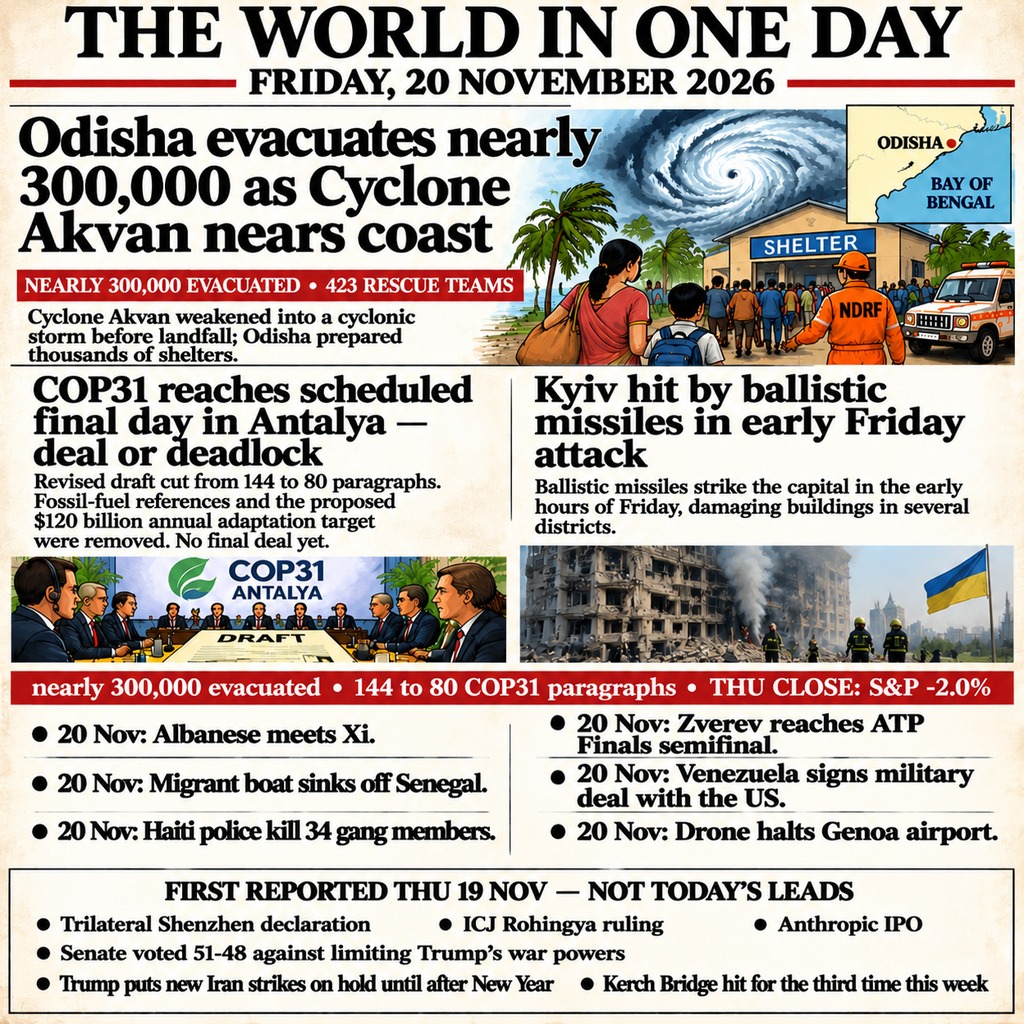 THE WORLD IN ONE DAY
FRIDAY, 20 NOVEMBER 2026
Odisha evacuates nearly
300,000 as Cyclone
Akvan nears coast
NEARLY 300,000 EVACUATED • 423 RESCUE TEAMS
Cyclone Akvan weakened into a cyclonic
storm before landfall; Odisha prepared
thousands of shelters.
SHELTER
NDRF
ODISHA
BAY OF
BENGAL
COP31 reaches scheduled
final day in Antalya —
deal or deadlock
Revised draft cut from 144 to 80 paragraphs.
Fossil-fuel references and the proposed
$120 billion annual adaptation target
were removed. No final deal yet.
COP31
ANTALYA
DRAFT
Kyiv hit by ballistic
missiles in early Friday
attack
Ballistic missiles strike the capital in the early
hours of Friday, damaging buildings in several
districts.
nearly 300,000 evacuated • 144 to 80 COP31 paragraphs • THU CLOSE: S&P -2.0%
• 20 Nov: Albanese meets Xi.
• 20 Nov: Migrant boat sinks off Senegal.
• 20 Nov: Haiti police kill 34 gang members.
• 20 Nov: Zverev reaches ATP
Finals semifinal.
• 20 Nov: Venezuela signs military
deal with the US.
• 20 Nov: Drone halts Genoa airport.
FIRST REPORTED THU 19 NOV — NOT TODAY'S LEADS
• Trilateral Shenzhen declaration • ICJ Rohingya ruling • Anthropic IPO
• Senate voted 51-48 against limiting Trump's war powers
• Trump puts new Iran strikes on hold until after New Year • Kerch Bridge hit for the third time this week